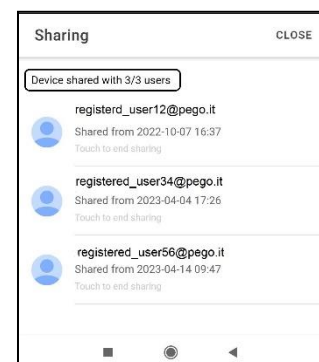 Sharing CLOSE
Device shared with 3/3 users
registerd_user12@pego.it
Shared from 2022-10-07 16:37
Touch to end sharing
registered_user34@pego.it
Shared from 2023-04-04 17:26
Touch to end sharing
registered_user56@pego.it
Shared from 2023-04-14 09:47
Touch to end sharing